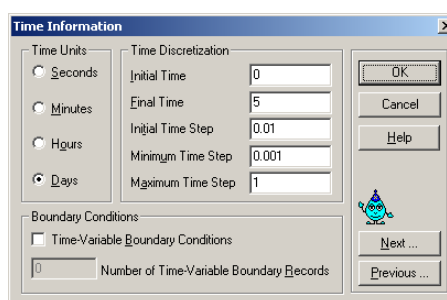 Time Information
Time Units
Seconds
Minutes
Hours
Days
Time Discretization
Initial Time 0
Final Time 5
Initial Time Step 0.01
Minimum Time Step 0.001
Maximum Time Step 1
Boundary Conditions
Time-Variable Boundary Conditions
0 Number of Time-Variable Boundary Records
OK
Cancel
Help
Next ...
Previous ...